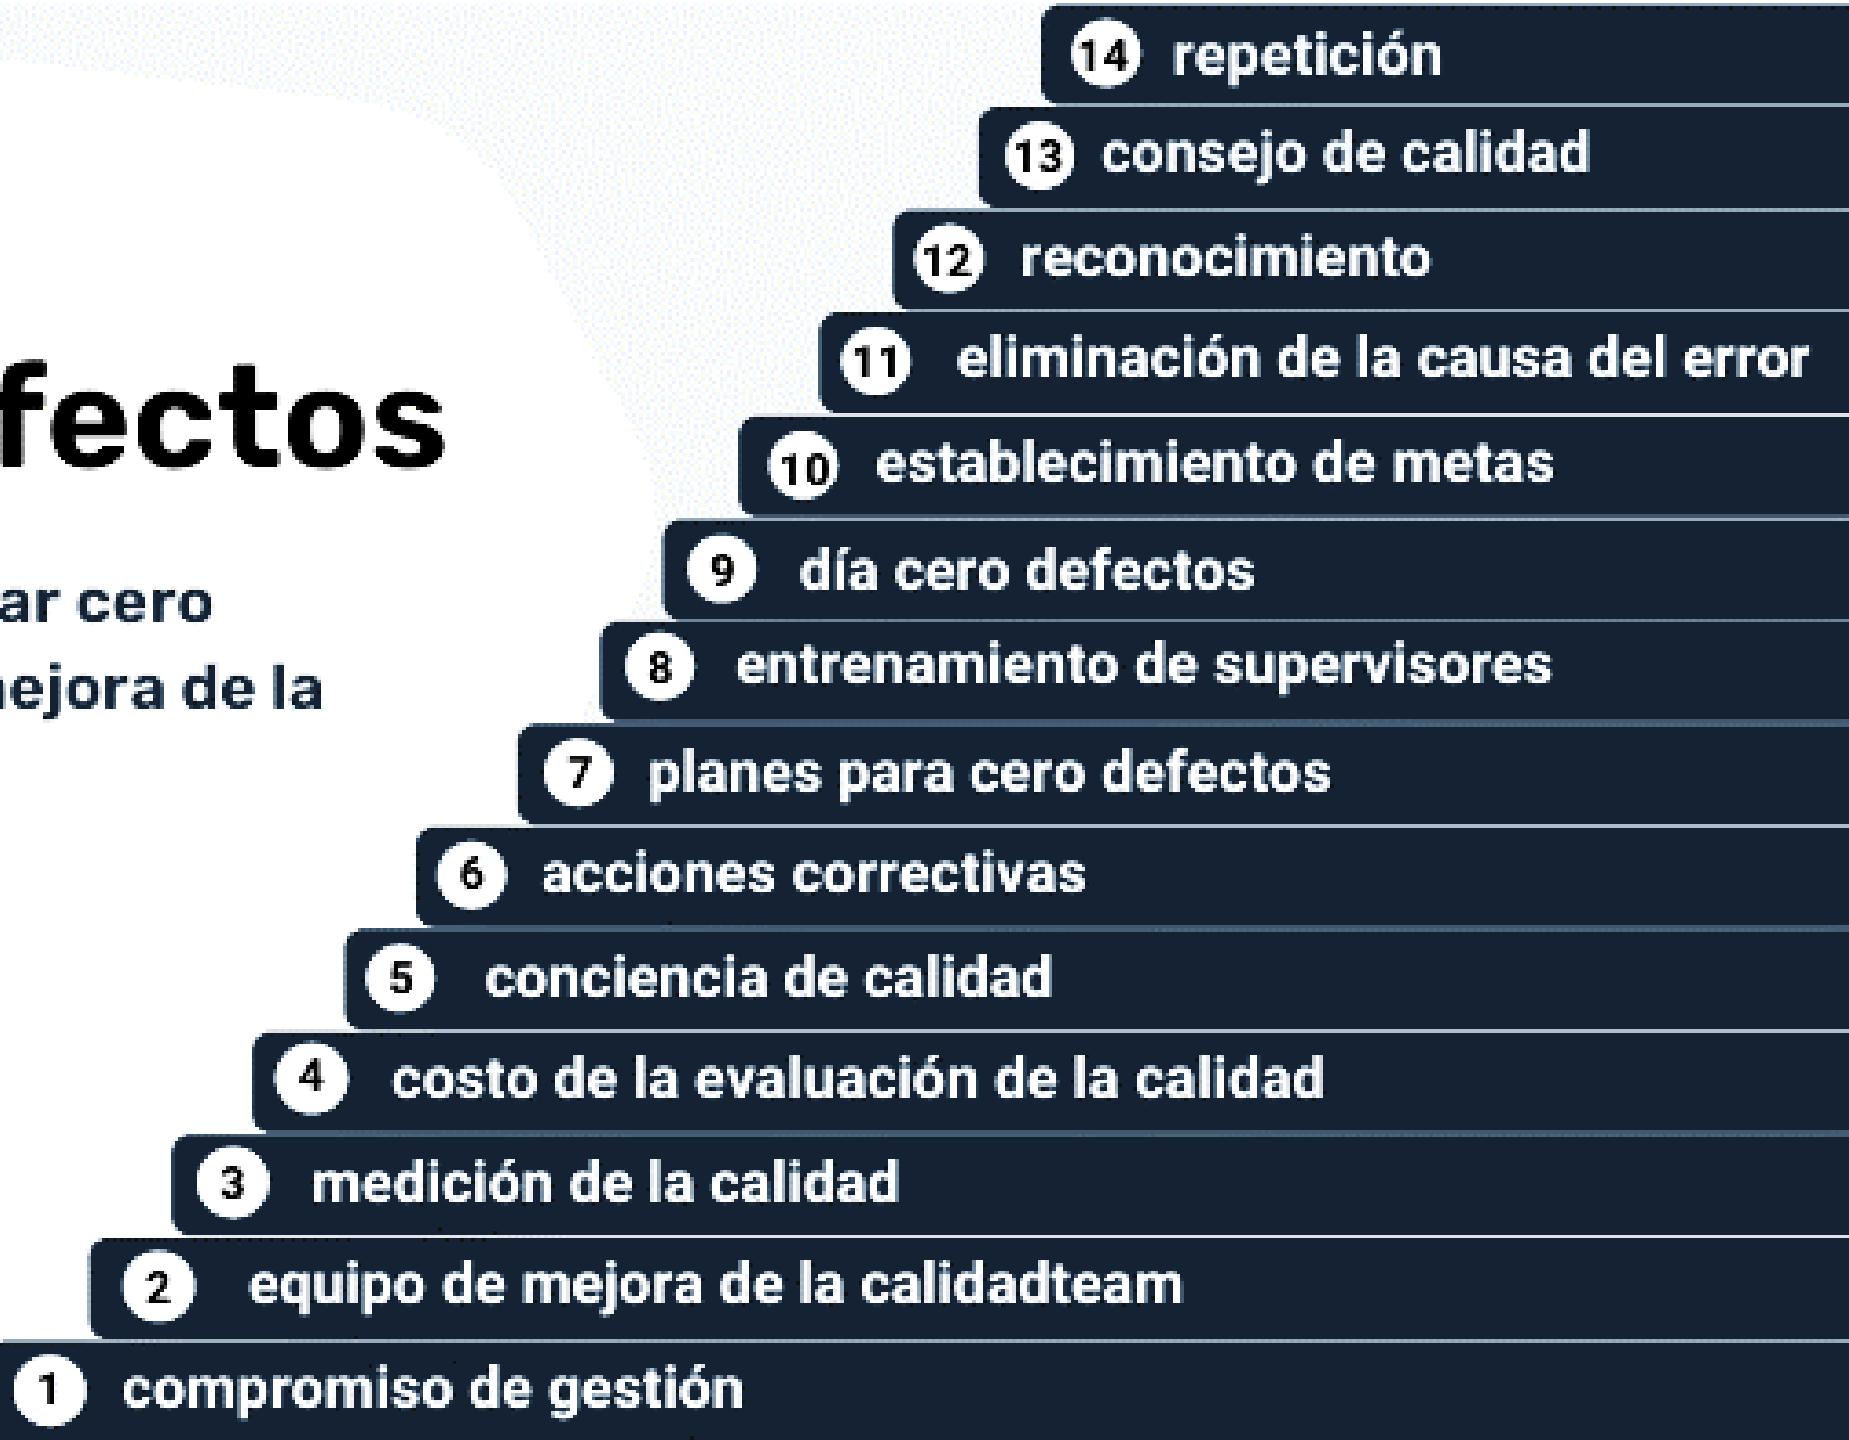 14 repetición
13 consejo de calidad
12 reconocimiento
11 eliminación de la causa del error
fectos
10 establecimiento de metas
9 día cero defectos
ar cero
8 entrenamiento de supervisores
ejora de la
7 planes para cero defectos
6 acciones correctivas
5 conciencia de calidad
4 costo de la evaluación de la calidad
3 medición de la calidad
2 equipo de mejora de la calidadteam
1 compromiso de gestión